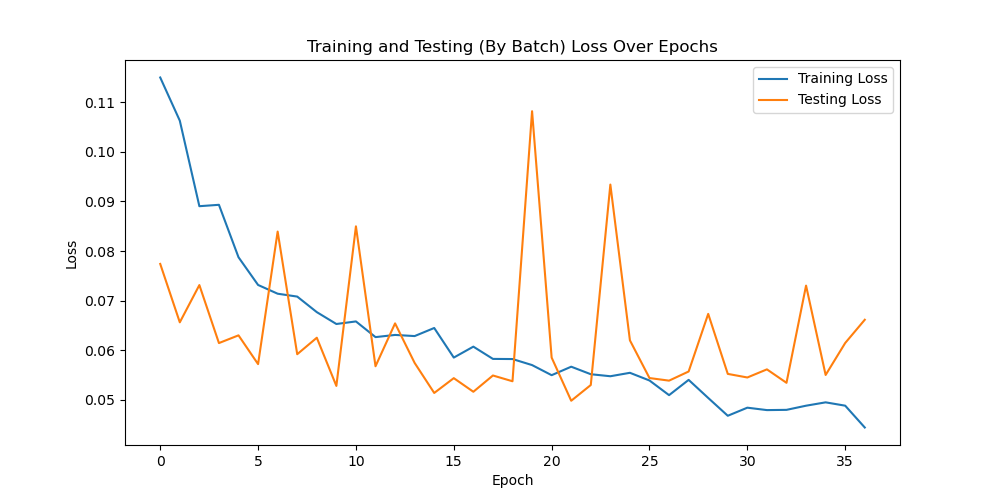 Training and Testing (By Batch) Loss Over Epochs
Training Loss
Testing Loss
Loss
0.11
0.10
0.09
0.08
0.07
0.06
0.05
0 5 10 15 20 25 30 35
Epoch